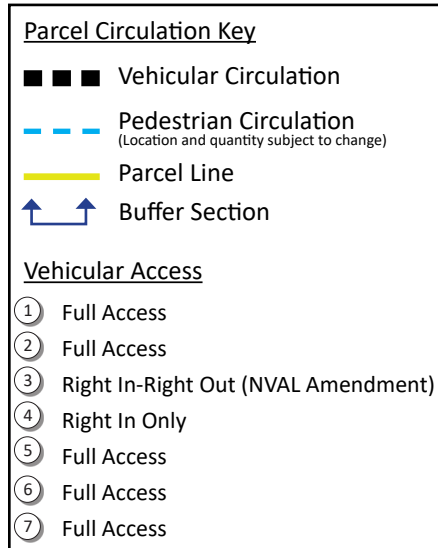 Parcel Circulation Key
Vehicular Circulation
Pedestrian Circulation
(Location and quantity subject to change)
Parcel Line
Buffer Section
Vehicular Access
1 Full Access
2 Full Access
3 Right In-Right Out (NVAL Amendment)
4 Right In Only
5 Full Access
6 Full Access
7 Full Access